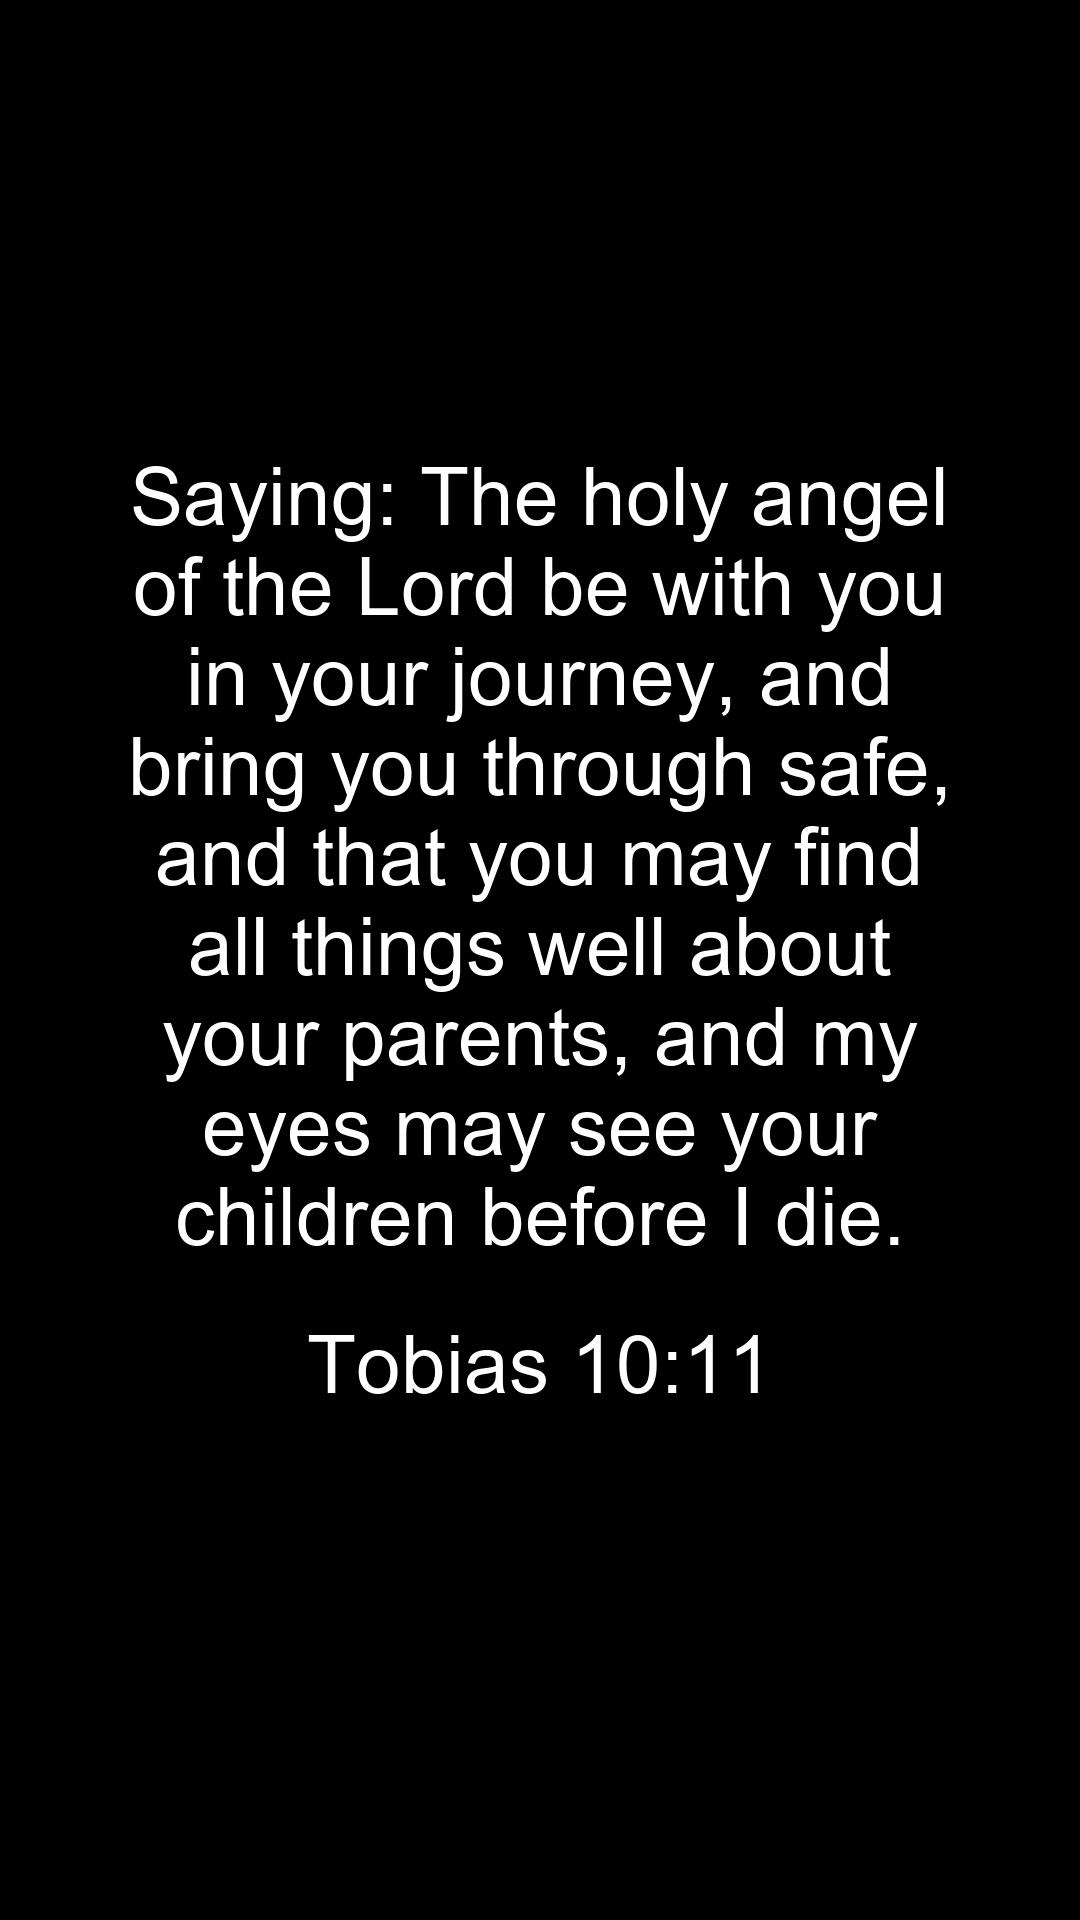 Saying: The holy angel
of the Lord be with you
in your journey, and
bring you through safe,
and that you may find
all things well about
your parents, and my
eyes may see your
children before I die.
Tobias 10:11